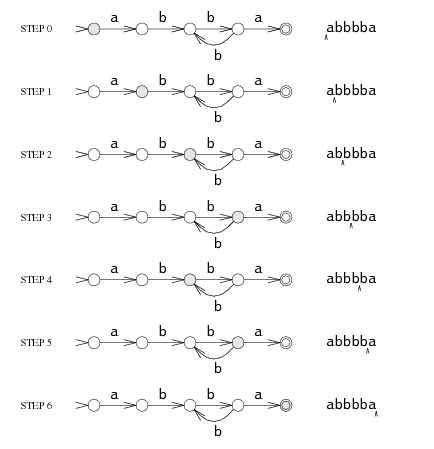 a b b a
STEP 0 abbbba
b
a b b a
STEP 1 abbbba
b
a b b a
STEP 2 abbbba
b
a b b a
STEP 3 abbbba
b
a b b a
STEP 4 abbbba
b
a b b a
STEP 5 abbbba
b
a b b a
STEP 6 abbbba
b